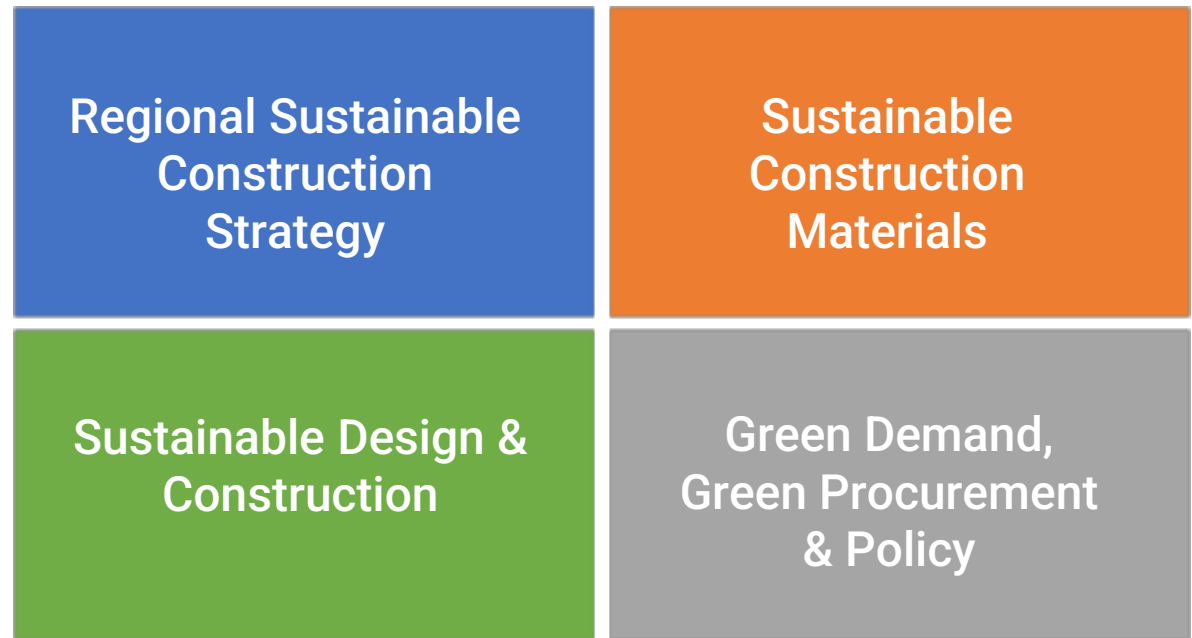 Regional Sustainable
Construction
Strategy
Sustainable
Construction
Materials
Sustainable Design &
Construction
Green Demand,
Green Procurement
& Policy